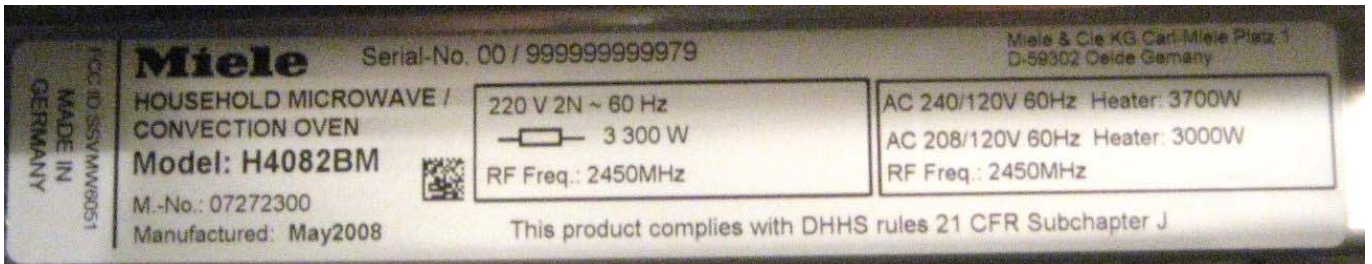 FCC ID:SSVMW6051
MADE IN
GERMANY
Miele
Serial-No. 00 / 999999999979
Miele & Cie KG Carl-Miele Platz 1
D-59302 Oelde Gemany
HOUSEHOLD MICROWAVE /
CONVECTION OVEN
Model: H4082BM
M.-No.: 07272300
Manufactured: May2008
220 V 2N ~ 60 Hz
3 300 W
RF Freq.: 2450MHz
AC 240/120V 60Hz Heater: 3700W
AC 208/120V 60Hz Heater: 3000W
RF Freq.: 2450MHz
This product complies with DHHS rules 21 CFR Subchapter J